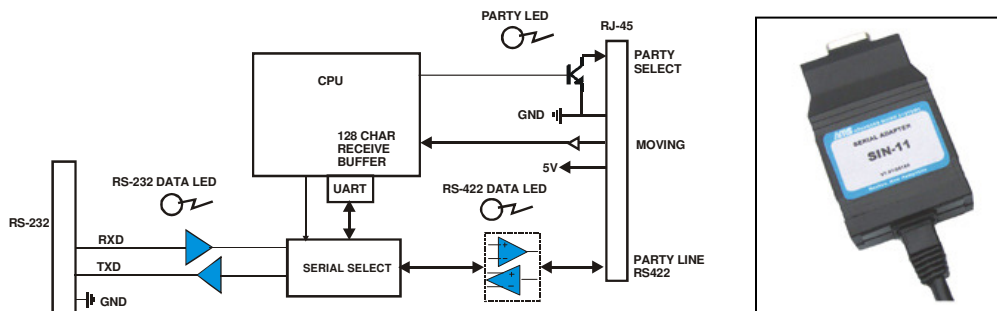 PARTY LED
RJ-45
CPU
PARTY
SELECT
GND
128 CHAR
RECEIVE
BUFFER
MOVING
5V
UART
RS-232 DATA LED
RS-422 DATA LED
RS-232
RXD
TXD
SERIAL SELECT
PARTY LINE
RS422
GND
SERIAL ADAPTER
SIN-11